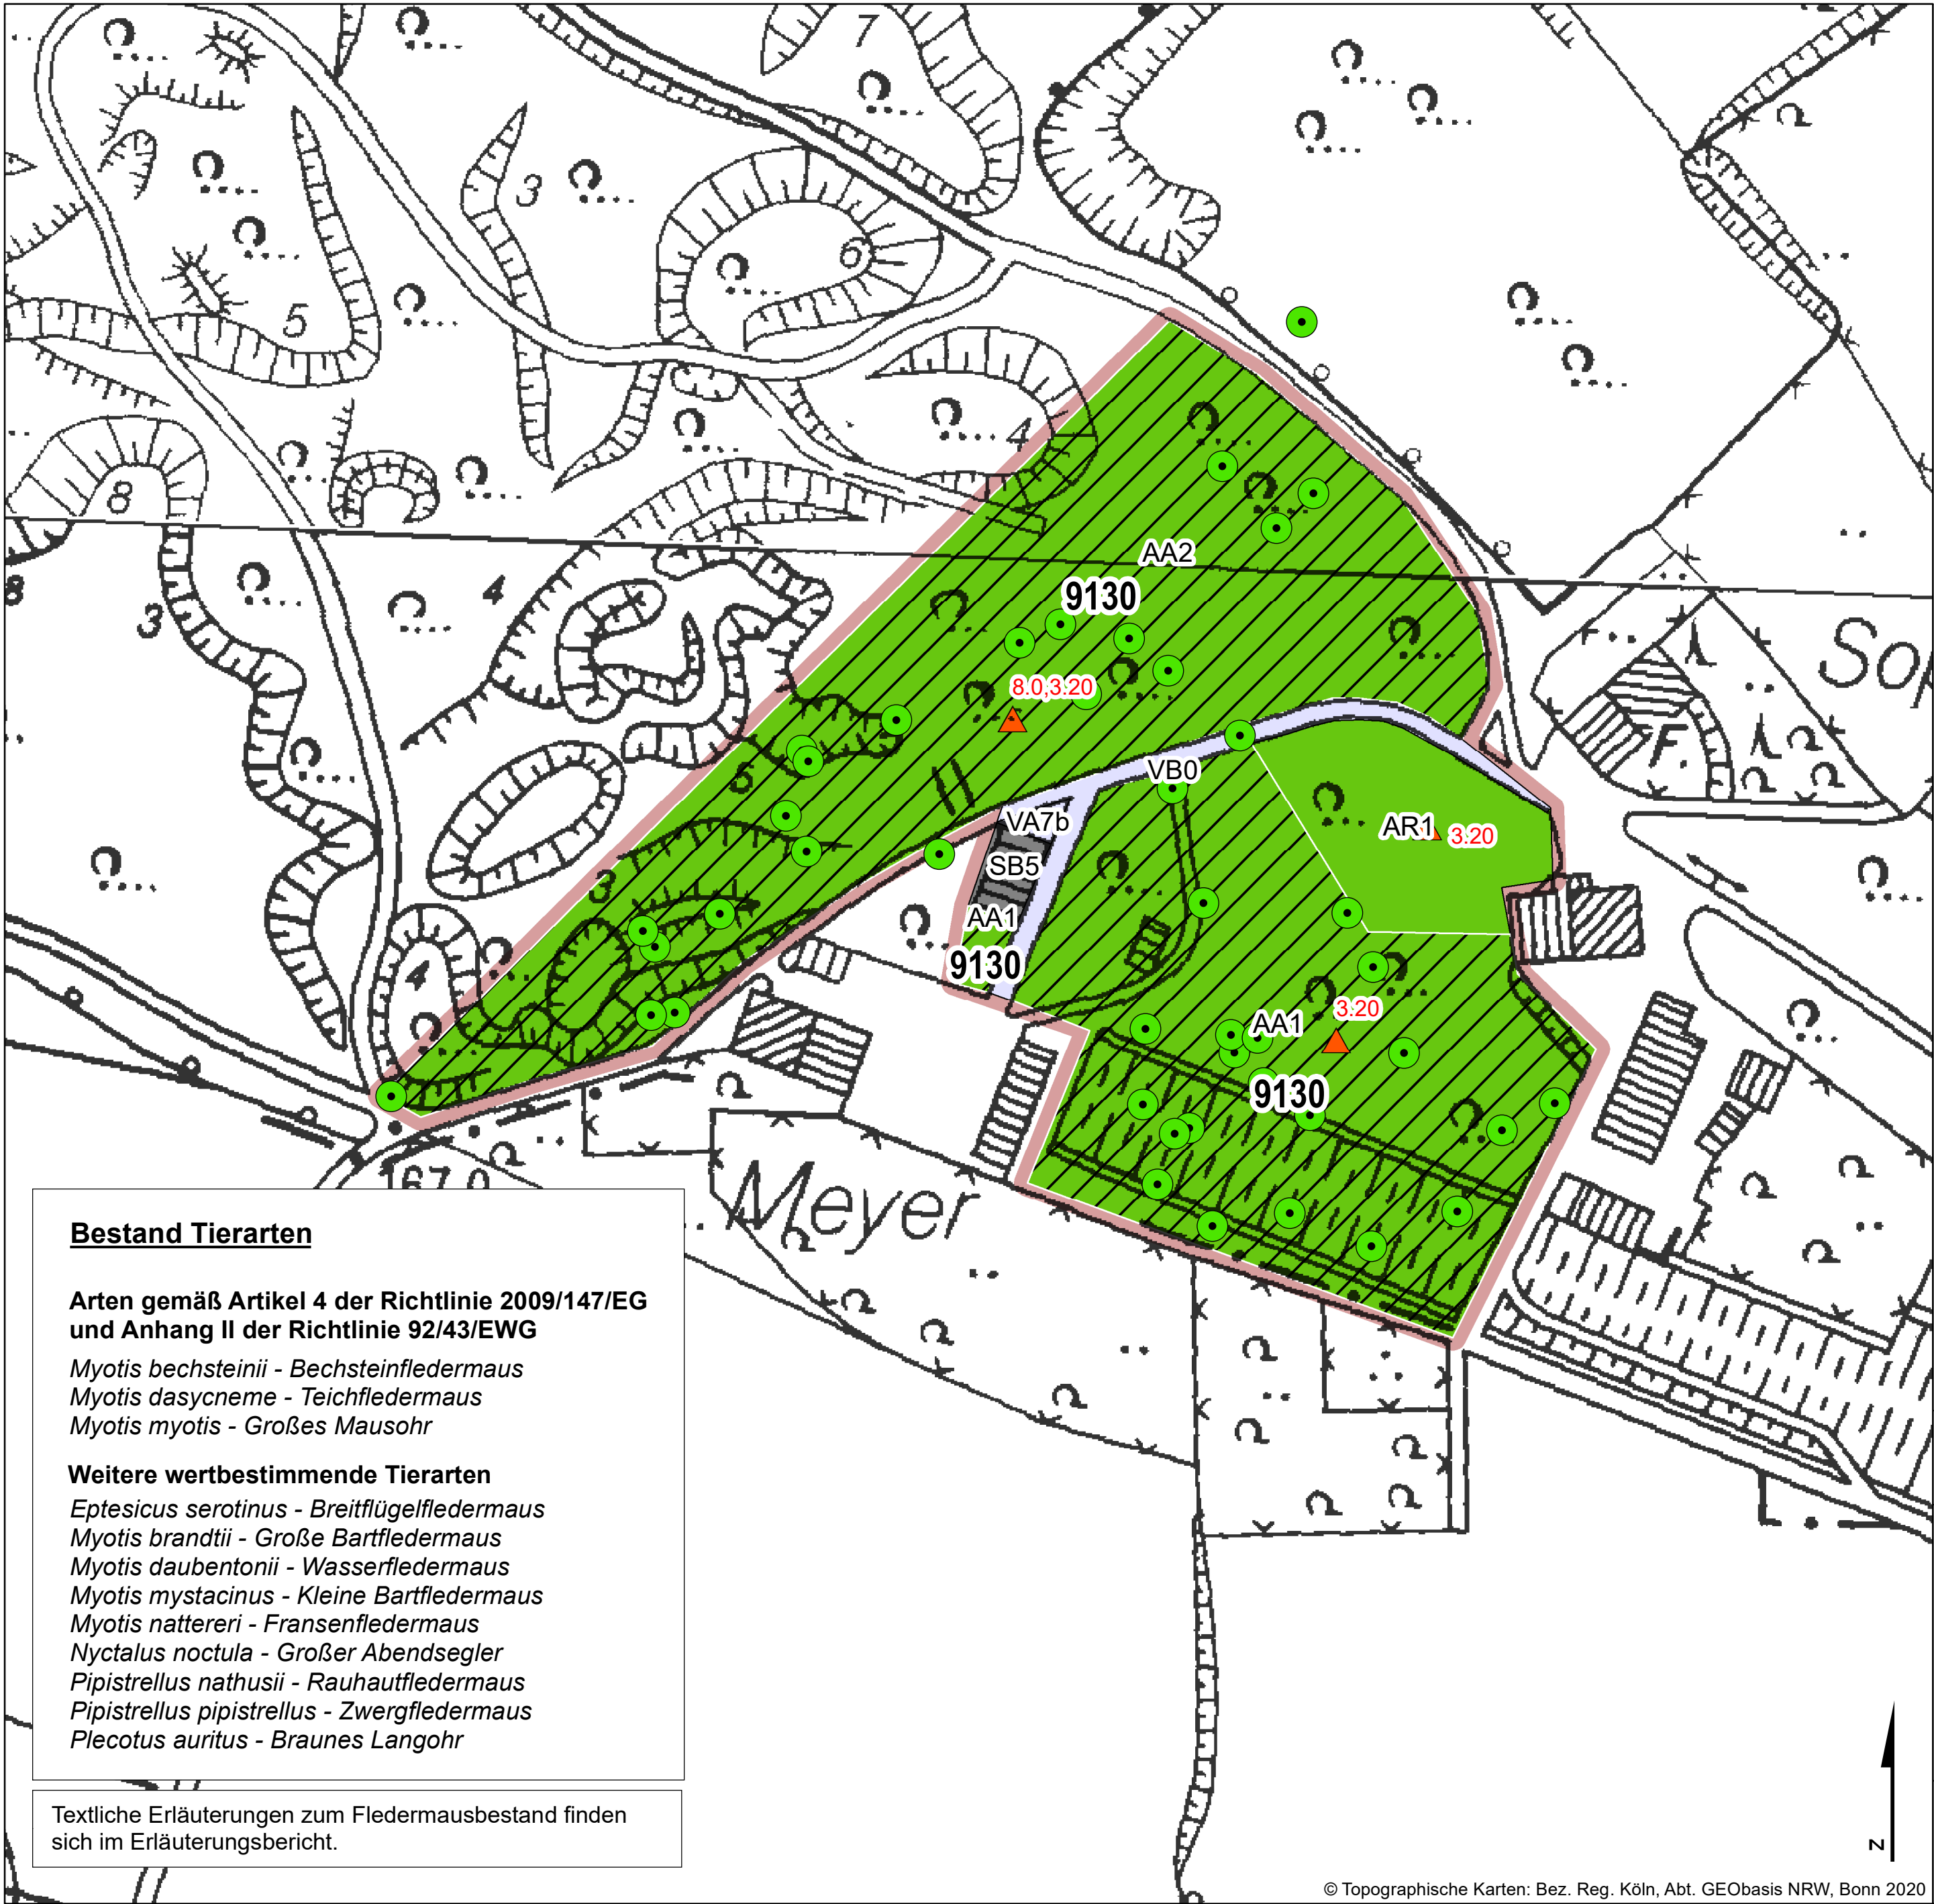 7
3
6
5
4
8
8
3
4
AA2
9130
So
8.0,3.20
5
F.
VB0
VA7b
AR1
3.20
SB5
3
AA1
9130
4
3.20
AA1
9130
167.0
Meyer
Bestand Tierarten
Arten gemäß Artikel 4 der Richtlinie 2009/147/EG
und Anhang II der Richtlinie 92/43/EWG
Myotis bechsteinii - Bechsteinfledermaus
Myotis dasycneme - Teichfledermaus
Myotis myotis - Großes Mausohr
Weitere wertbestimmende Tierarten
Eptesicus serotinus - Breitflügelfledermaus
Myotis brandtii - Große Bartfledermaus
Myotis daubentonii - Wasserfledermaus
Myotis mystacinus - Kleine Bartfledermaus
Myotis nattereri - Fransenfledermaus
Nyctalus noctula - Großer Abendsegler
Pipistrellus nathusii - Rauhautfledermaus
Pipistrellus pipistrellus - Zwergfledermaus
Plecotus auritus - Braunes Langohr
Textliche Erläuterungen zum Fledermausbestand finden
sich im Erläuterungsbericht.
N
© Topographische Karten: Bez. Reg. Köln, Abt. GEObasis NRW, Bonn 2020